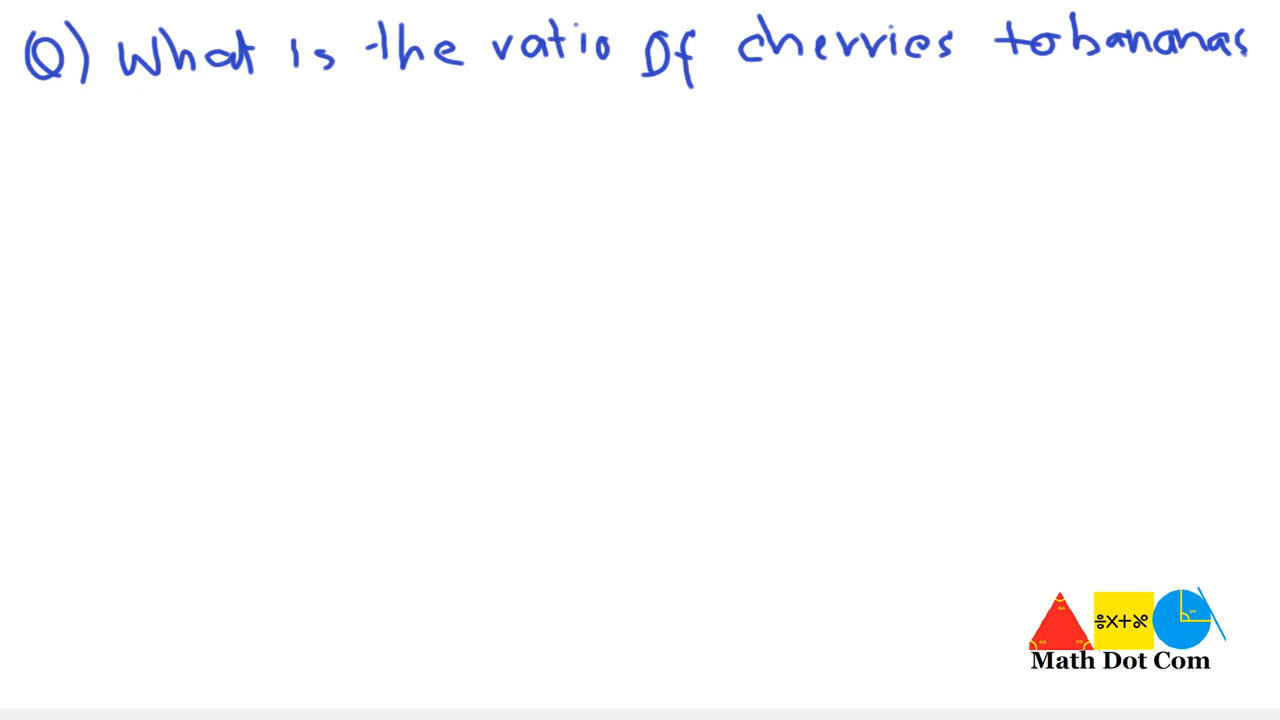 Q) What is the ratio Of cherries to bananas
÷×+%
Math Dot Com